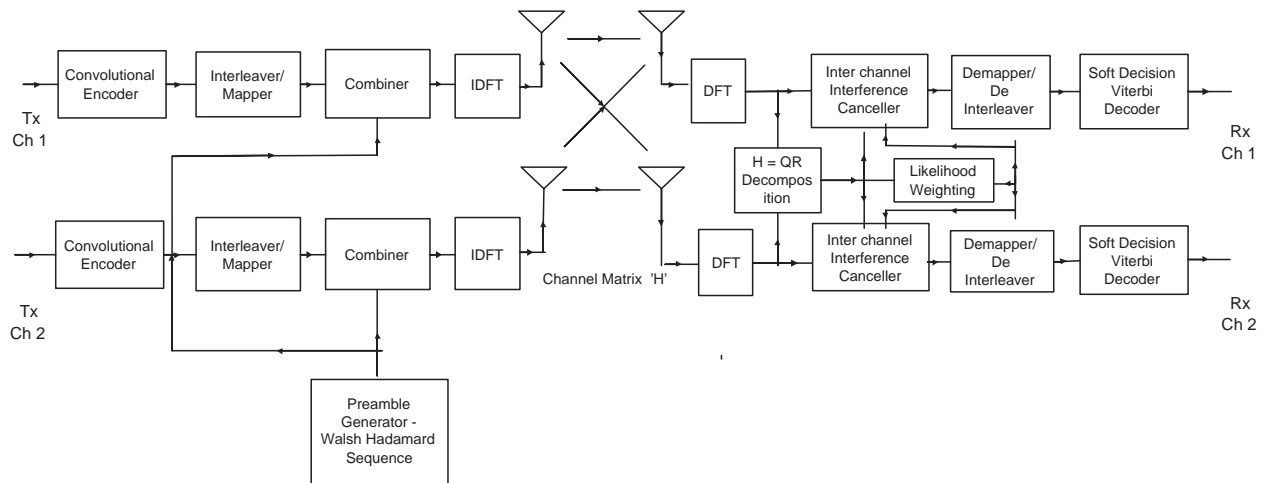 Tx
Ch 1
Convolutional
Encoder
Interleaver/
Mapper
Combiner
IDFT
DFT
Inter channel
Interference
Canceller
Demapper/
De
Interleaver
Soft Decision
Viterbi
Decoder
Rx
Ch 1
H = QR
Decompos
ition
Likelihood
Weighting
Tx
Ch 2
Convolutional
Encoder
Interleaver/
Mapper
Combiner
IDFT
Channel Matrix 'H'
DFT
Inter channel
Interference
Canceller
Demapper/
De
Interleaver
Soft Decision
Viterbi
Decoder
Rx
Ch 2
Preamble
Generator -
Walsh Hadamard
Sequence